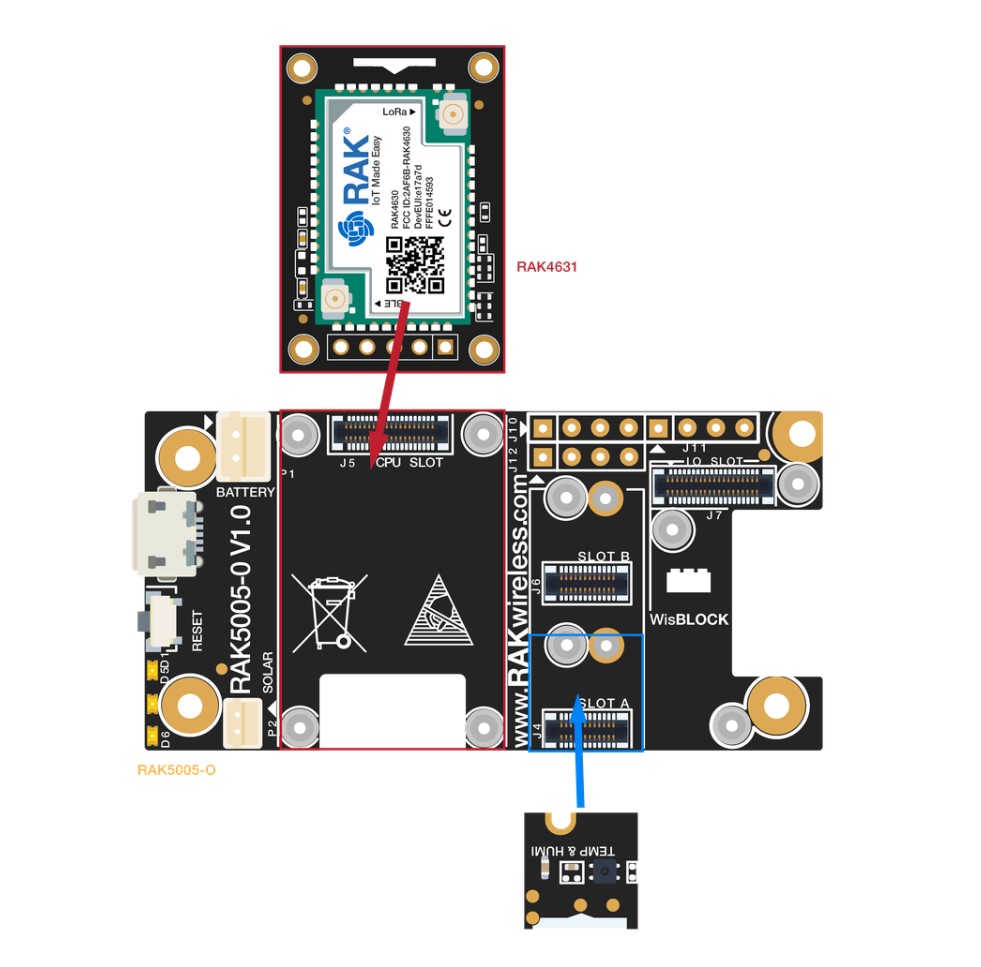 LoRa ▶
RAK®
IoT Made Easy
RAK4630
FCC ID:2AF6B-RAK4630
DevEUI:e17a7d
FFFE014593
CE
BLE ▶
RAK4631
J10
J12
J11
J5 CPU SLOT
IO SLOT
P1
BATTERY
J7
RAK5005-0 V1.0
www.RAKwireless.com
SLOT B
J6
WisBLOCK
RESET
SOLAR
D1
D5
P2
SLOT A
J4
D6
RAK5005-O
TEMP & HUMI